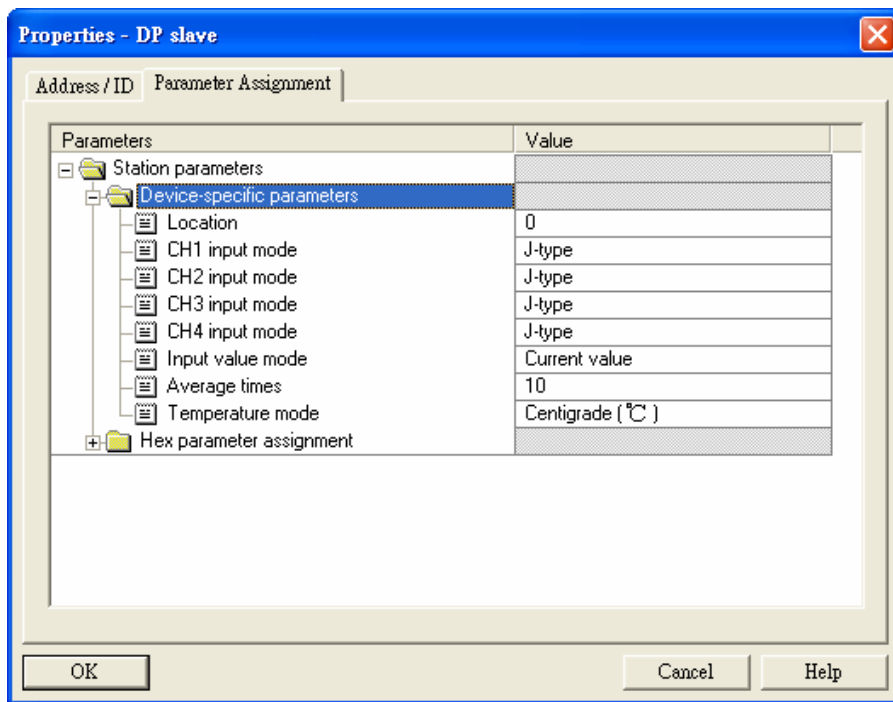 Properties - DP slave
Address / ID Parameter Assignment
Parameters Value
Station parameters
Device-specific parameters
Location 0
CH1 input mode J-type
CH2 input mode J-type
CH3 input mode J-type
CH4 input mode J-type
Input value mode Current value
Average times 10
Temperature mode Centigrade ( ℃ )
Hex parameter assignment
OK Cancel Help